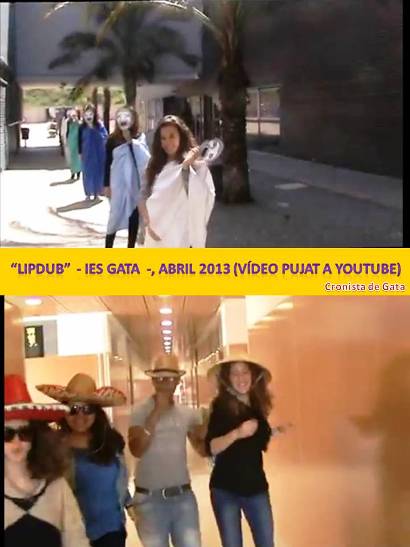 “LIPDUB” - IES GATA -, ABRIL 2013 (VÍDEO PUJAT A YOUTUBE)
Cronista de Gata